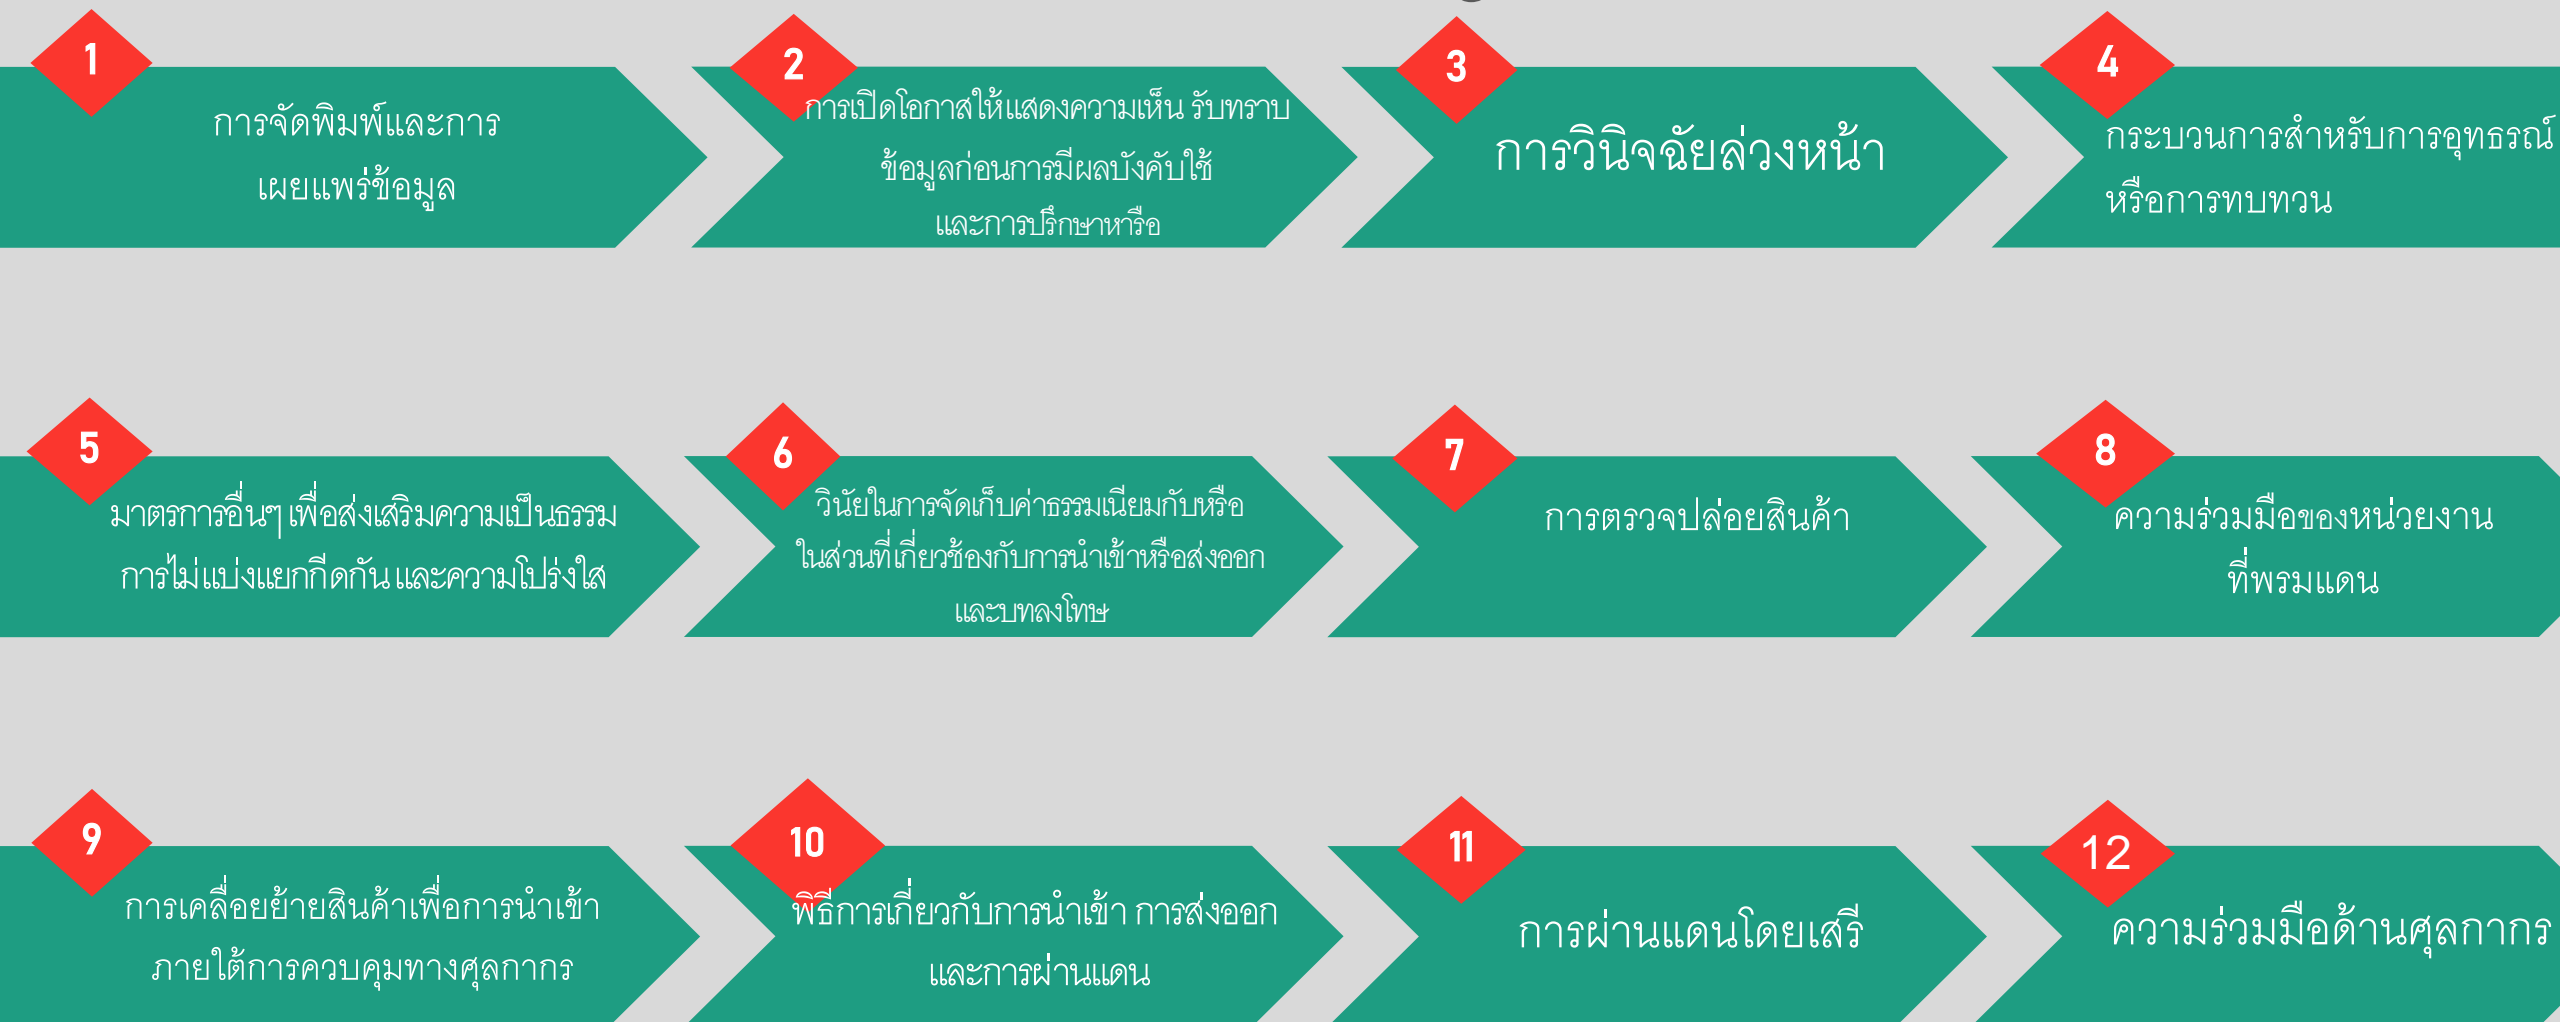 1
การจัดพิมพ์และการ
เผยแพร่ข้อมูล
2
การเปิดโอกาสให้แสดงความเห็น รับทราบ
ข้อมูลก่อนการมีผลบังคับใช้
และการปรึกษาหารือ
3
การวินิจฉัยล่วงหน้า
4
กระบวนการสำหรับการอุทธรณ์
หรือการทบทวน
5
มาตรการอื่นๆ เพื่อส่งเสริมความเป็นธรรม
การไม่แบ่งแยกกีดกัน และความโปร่งใส
6
วินัยในการจัดเก็บค่าธรรมเนียมกับหรือ
ในส่วนที่เกี่ยวช้องกับการนำเข้าหรือส่งออก
และบทลงโทษ
7
การตรวจปล่อยสินค้า
8
ความร่วมมือของหน่วยงาน
ที่พรมแดน
9
การเคลื่อยย้ายสินค้าเพื่อการนำเข้า
ภายใต้การควบคุมทางศุลกากร
10
พิธีการเกี่ยวกับการนำเข้า การส่งออก
และการผ่านแดน
11
การผ่านแดนโดยเสรี
12
ความร่วมมือด้านศุลกากร